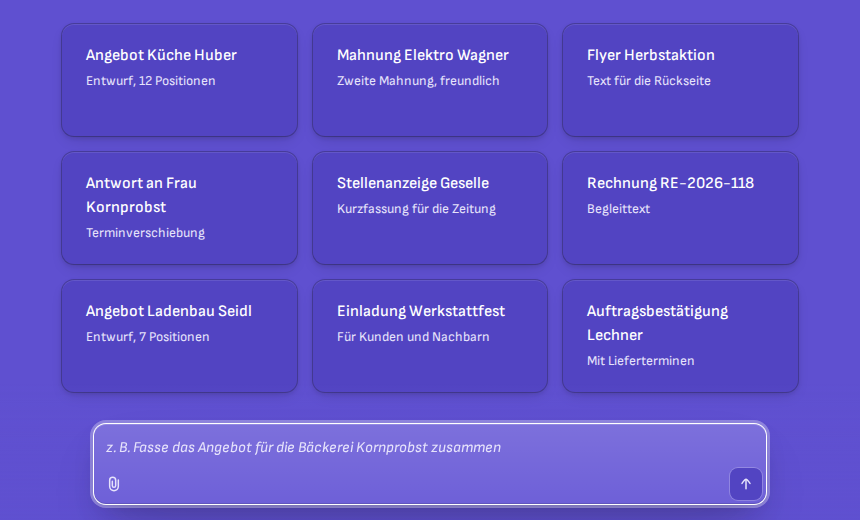 Angebot Küche Huber
Entwurf, 12 Positionen
Mahnung Elektro Wagner
Zweite Mahnung, freundlich
Flyer Herbstaktion
Text für die Rückseite
Antwort an Frau
Kornprobst
Terminverschiebung
Stellenanzeige Geselle
Kurzfassung für die Zeitung
Rechnung RE-2026-118
Begleittext
Angebot Ladenbau Seidl
Entwurf, 7 Positionen
Einladung Werkstattfest
Für Kunden und Nachbarn
Auftragsbestätigung
Lechner
Mit Lieferterminen
z. B. Fasse das Angebot für die Bäckerei Kornprobst zusammen